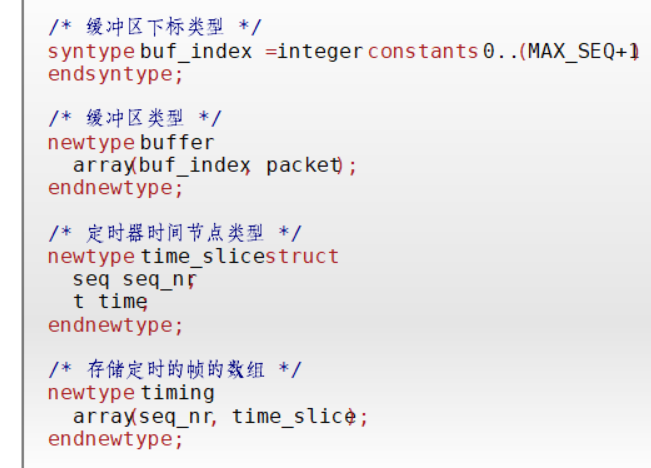 /* 缓冲区下标类型 */
syntype buf_index =integer constants 0..(MAX_SEQ+1)
endsyntype;
/* 缓冲区类型 */
newtype buffer
array(buf_index, packet);
endnewtype;
/* 定时器时间节点类型 */
newtype time_slice struct
seq seq_nr;
t time;
endnewtype;
/* 存储定时的帧的数组 */
newtype timing
array(seq_nr, time_slice);
endnewtype;